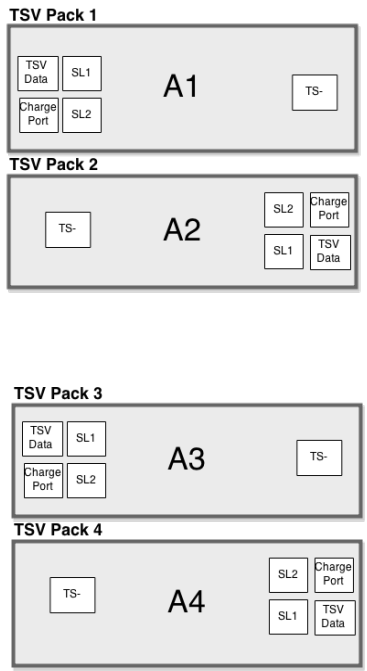 TSV Pack 1
TSV
Data
SL1
A1
TS-
Charge
Port
SL2
TSV Pack 2
TS-
A2
SL2
Charge
Port
SL1
TSV
Data
TSV Pack 3
TSV
Data
SL1
A3
TS-
Charge
Port
SL2
TSV Pack 4
TS-
A4
SL2
Charge
Port
SL1
TSV
Data